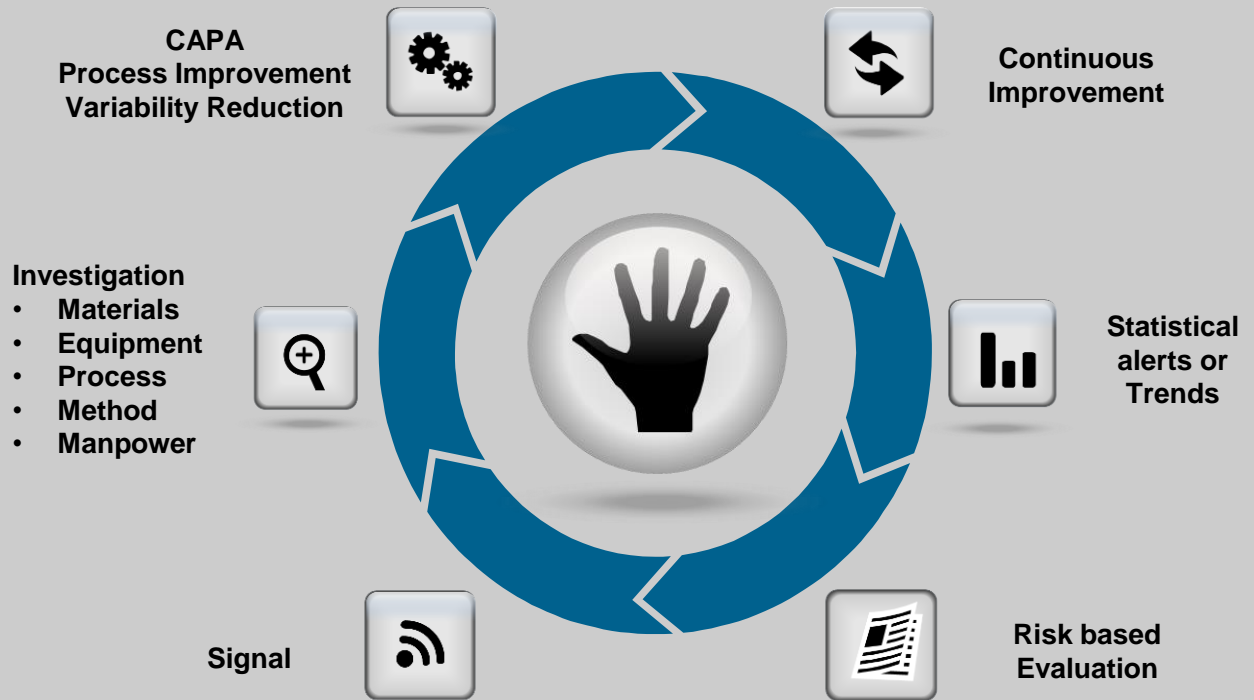 CAPA
Process Improvement
Variability Reduction
Continuous
Improvement
Investigation
• Materials
• Equipment
• Process
• Method
• Manpower
Statistical
alerts or
Trends
Signal
Risk based
Evaluation